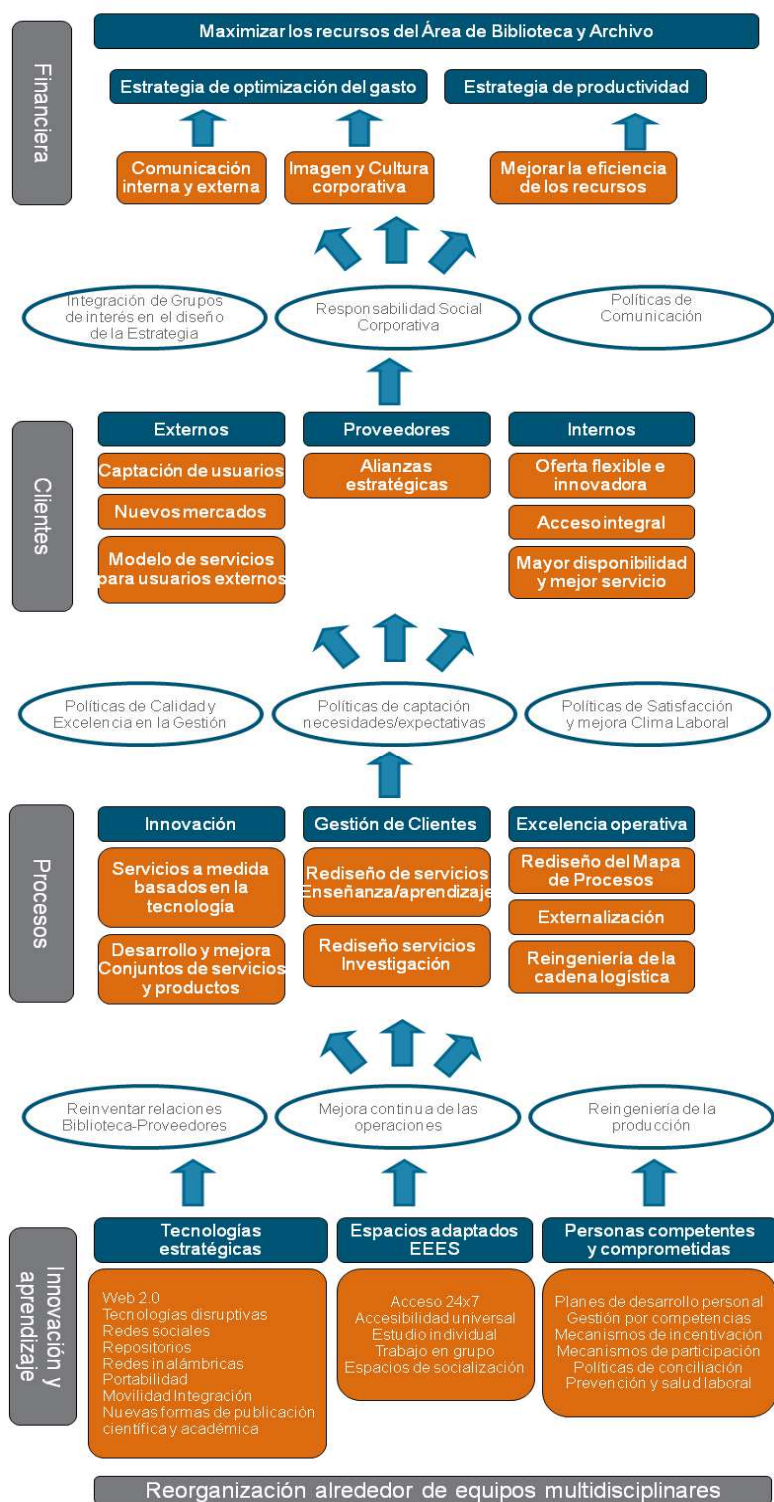 Financiera
Maximizar los recursos del Área de Biblioteca y Archivo
Estrategia de optimización del gasto
Estrategia de productividad
Comunicación
interna y externa
Imagen y Cultura
corporativa
Mejorar la eficiencia
de los recursos
Integración de Grupos
de interés en el diseño
de la Estrategia
Responsabilidad Social
Corporativa
Políticas de
Comunicación
Clientes
Externos
Captación de usuarios
Nuevos mercados
Modelo de servicios
para usuarios externos
Proveedores
Alianzas
estratégicas
Internos
Oferta flexible e
innovadora
Acceso integral
Mayor disponibilidad
y mejor servicio
Políticas de Calidad y
Excelencia en la Gestión
Políticas de captación
necesidades/expectativas
Políticas de Satisfacción
y mejora Clima Laboral
Procesos
Innovación
Servicios a medida
basados en la
tecnología
Desarrollo y mejora
Conjuntos de servicios
y productos
Gestión de Clientes
Rediseño de servicios
Enseñanza/aprendizaje
Rediseño servicios
Investigación
Excelencia operativa
Rediseño del Mapa
de Procesos
Externalización
Reingeniería de la
cadena logística
Reinventar relaciones
Biblioteca-Proveedores
Mejora continua de las
operaciones
Reingeniería de la
producción
Innovación y
aprendizaje
Tecnologías
estratégicas
Web 2.0
Tecnologías disruptivas
Redes sociales
Repositorios
Redes inalámbricas
Portabilidad
Movilidad Integración
Nuevas formas de publicación
científica y académica
Espacios adaptados
EEES
Acceso 24x7
Accesibilidad universal
Estudio individual
Trabajo en grupo
Espacios de socialización
Personas competentes
y comprometidas
Planes de desarrollo personal
Gestión por competencias
Mecanismos de incentivación
Mecanismos de participación
Políticas de conciliación
Prevención y salud laboral
Reorganización alrededor de equipos multidisciplinares